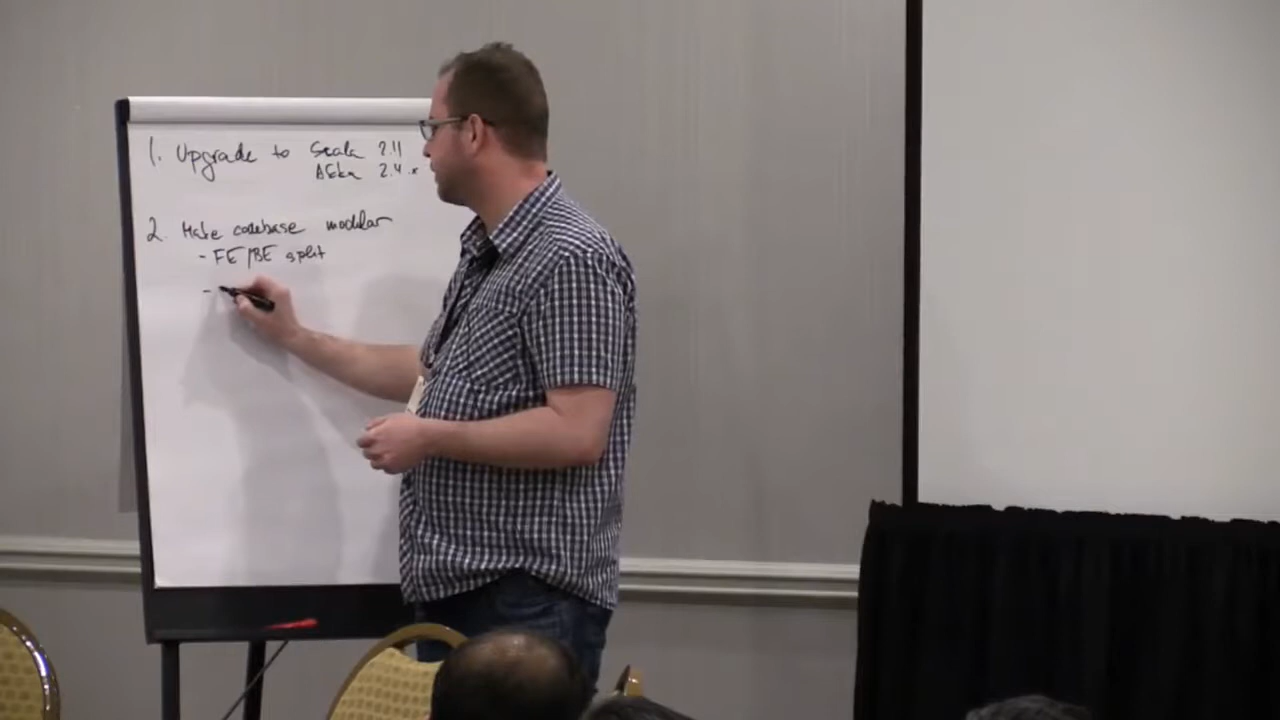 1. Upgrade to Scala 2.11
Akka 2.4.x
2. Make codebase modular
- FE/BE split
-